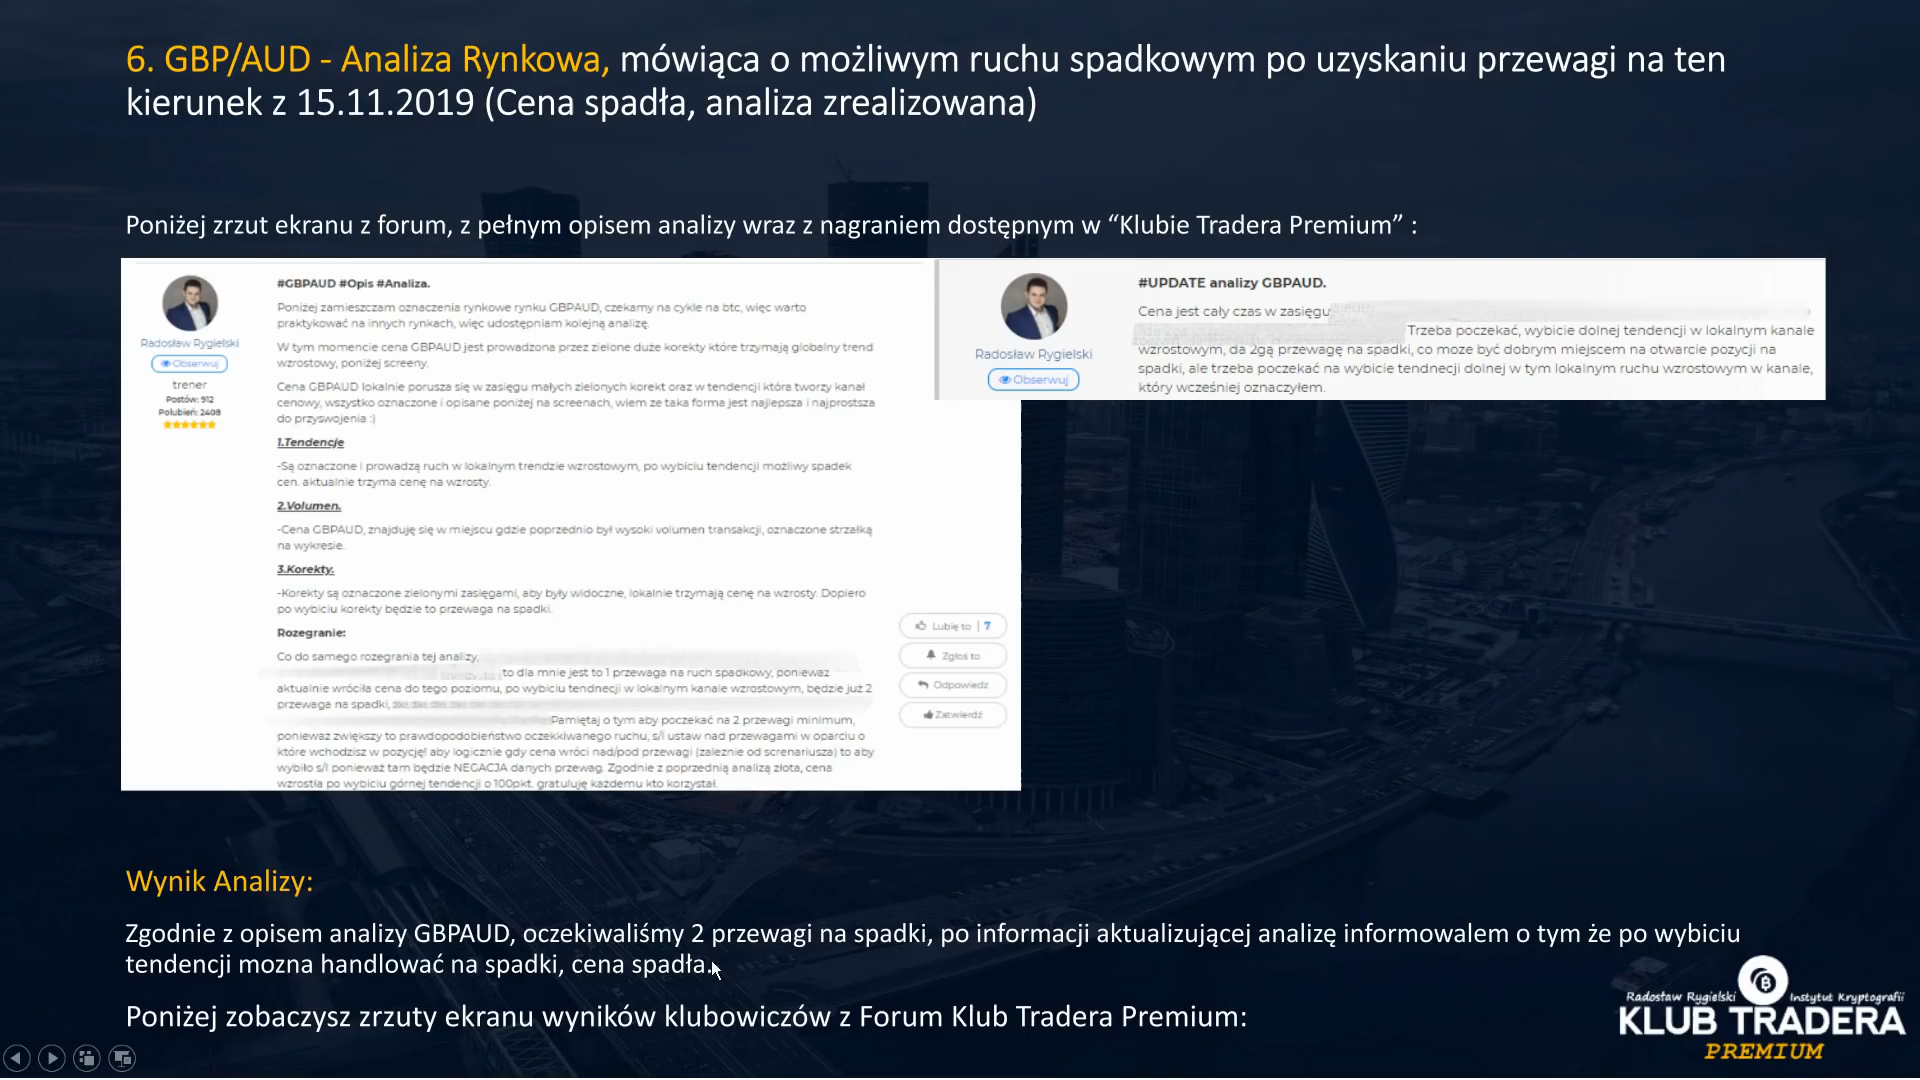 6. GBP/AUD - Analiza Rynkowa, mówiąca o możliwym ruchu spadkowym po uzyskaniu przewagi na ten
kierunek z 15.11.2019 (Cena spadła, analiza zrealizowana)
Poniżej zrzut ekranu z forum, z pełnym opisem analizy wraz z nagraniem dostępnym w “Klubie Tradera Premium” :
Radosław Rygielski
Obserwuj
trener
Postów: 912
Polubień: 2408
#GBPAUD #Opis #Analiza.
Poniżej zamieszczam oznaczenia rynkowe rynku GBPAUD, czekamy na cykle na btc, więc warto
praktykować na innych rynkach, więc udostępniam kolejną analizę.
W tym momencie cena GBPAUD jest prowadzona przez zielone duże korekty które trzymają globalny trend
wzrostowy, poniżej screeny.
Cena GBPAUD lokalnie porusza się w zasięgu małych zielonych korekt oraz w tendencji która tworzy kanał
cenowy, wszystko oznaczone i opisane poniżej na screenach, wiem ze taka forma jest najlepsza i najprostsza
do przyswojenia :)
1.Tendencje
-Są oznaczone i prowadzą ruch w lokalnym trendzie wzrostowym, po wybiciu tendencji możliwy spadek
cen. aktualnie trzyma cenę na wzrosty.
2.Volumen.
-Cena GBPAUD, znajduję się w miejscu gdzie poprzednio był wysoki volumen transakcji, oznaczone strzałką
na wykresie.
3.Korekty.
-Korekty są oznaczone zielonymi zasięgami, aby były widoczne, lokalnie trzymają cenę na wzrosty. Dopiero
po wybiciu korekty będzie to przewaga na spadki.
Rozegranie:
Co do samego rozegrania tej analizy,
to dla mnie jest to 1 przewaga na ruch spadkowy, ponieważ
aktualnie wróciła cena do tego poziomu, po wybiciu tendnecji w lokalnym kanale wzrostowym, będzie już 2
przewaga na spadki,
Pamiętaj o tym aby poczekać na 2 przewagi minimum,
ponieważ zwiększy to prawdopodobieństwo oczekkiwanego ruchu, s/l ustaw nad przewagami w oparciu o
które wchodzisz w pozycję! aby logicznie gdy cena wróci nad/pod przewagi (zaleznie od screnariusza) to aby
wybiło s/l ponieważ tam będzie NEGACJA danych przewag. Zgodnie z poprzednią analizą złota, cena
wzrostła po wybiciu górnej tendencji o 100pkt. gratuluję każdemu kto korzystał.
Lubię to | 7
Zgłoś to
Odpowiedz
Zatwierdź
Radosław Rygielski
Obserwuj
#UPDATE analizy GBPAUD.
Cena jest cały czas w zasięgu
Trzeba poczekać, wybicie dolnej tendencji w lokalnym kanale
wzrostowym, da 2gą przewagę na spadki, co moze być dobrym miejscem na otwarcie pozycji na
spadki, ale trzeba poczekać na wybicie tendnecji dolnej w tym lokalnym ruchu wzrostowym w kanale,
który wcześniej oznaczyłem.
Wynik Analizy:
Zgodnie z opisem analizy GBPAUD, oczekiwaliśmy 2 przewagi na spadki, po informacji aktualizującej analizę informowalem o tym że po wybiciu
tendencji mozna handlować na spadki, cena spadła.
Poniżej zobaczysz zrzuty ekranu wyników klubowiczów z Forum Klub Tradera Premium:
Radosław Rygielski Instytut Kryptografii
KLUB TRADERA
PREMIUM